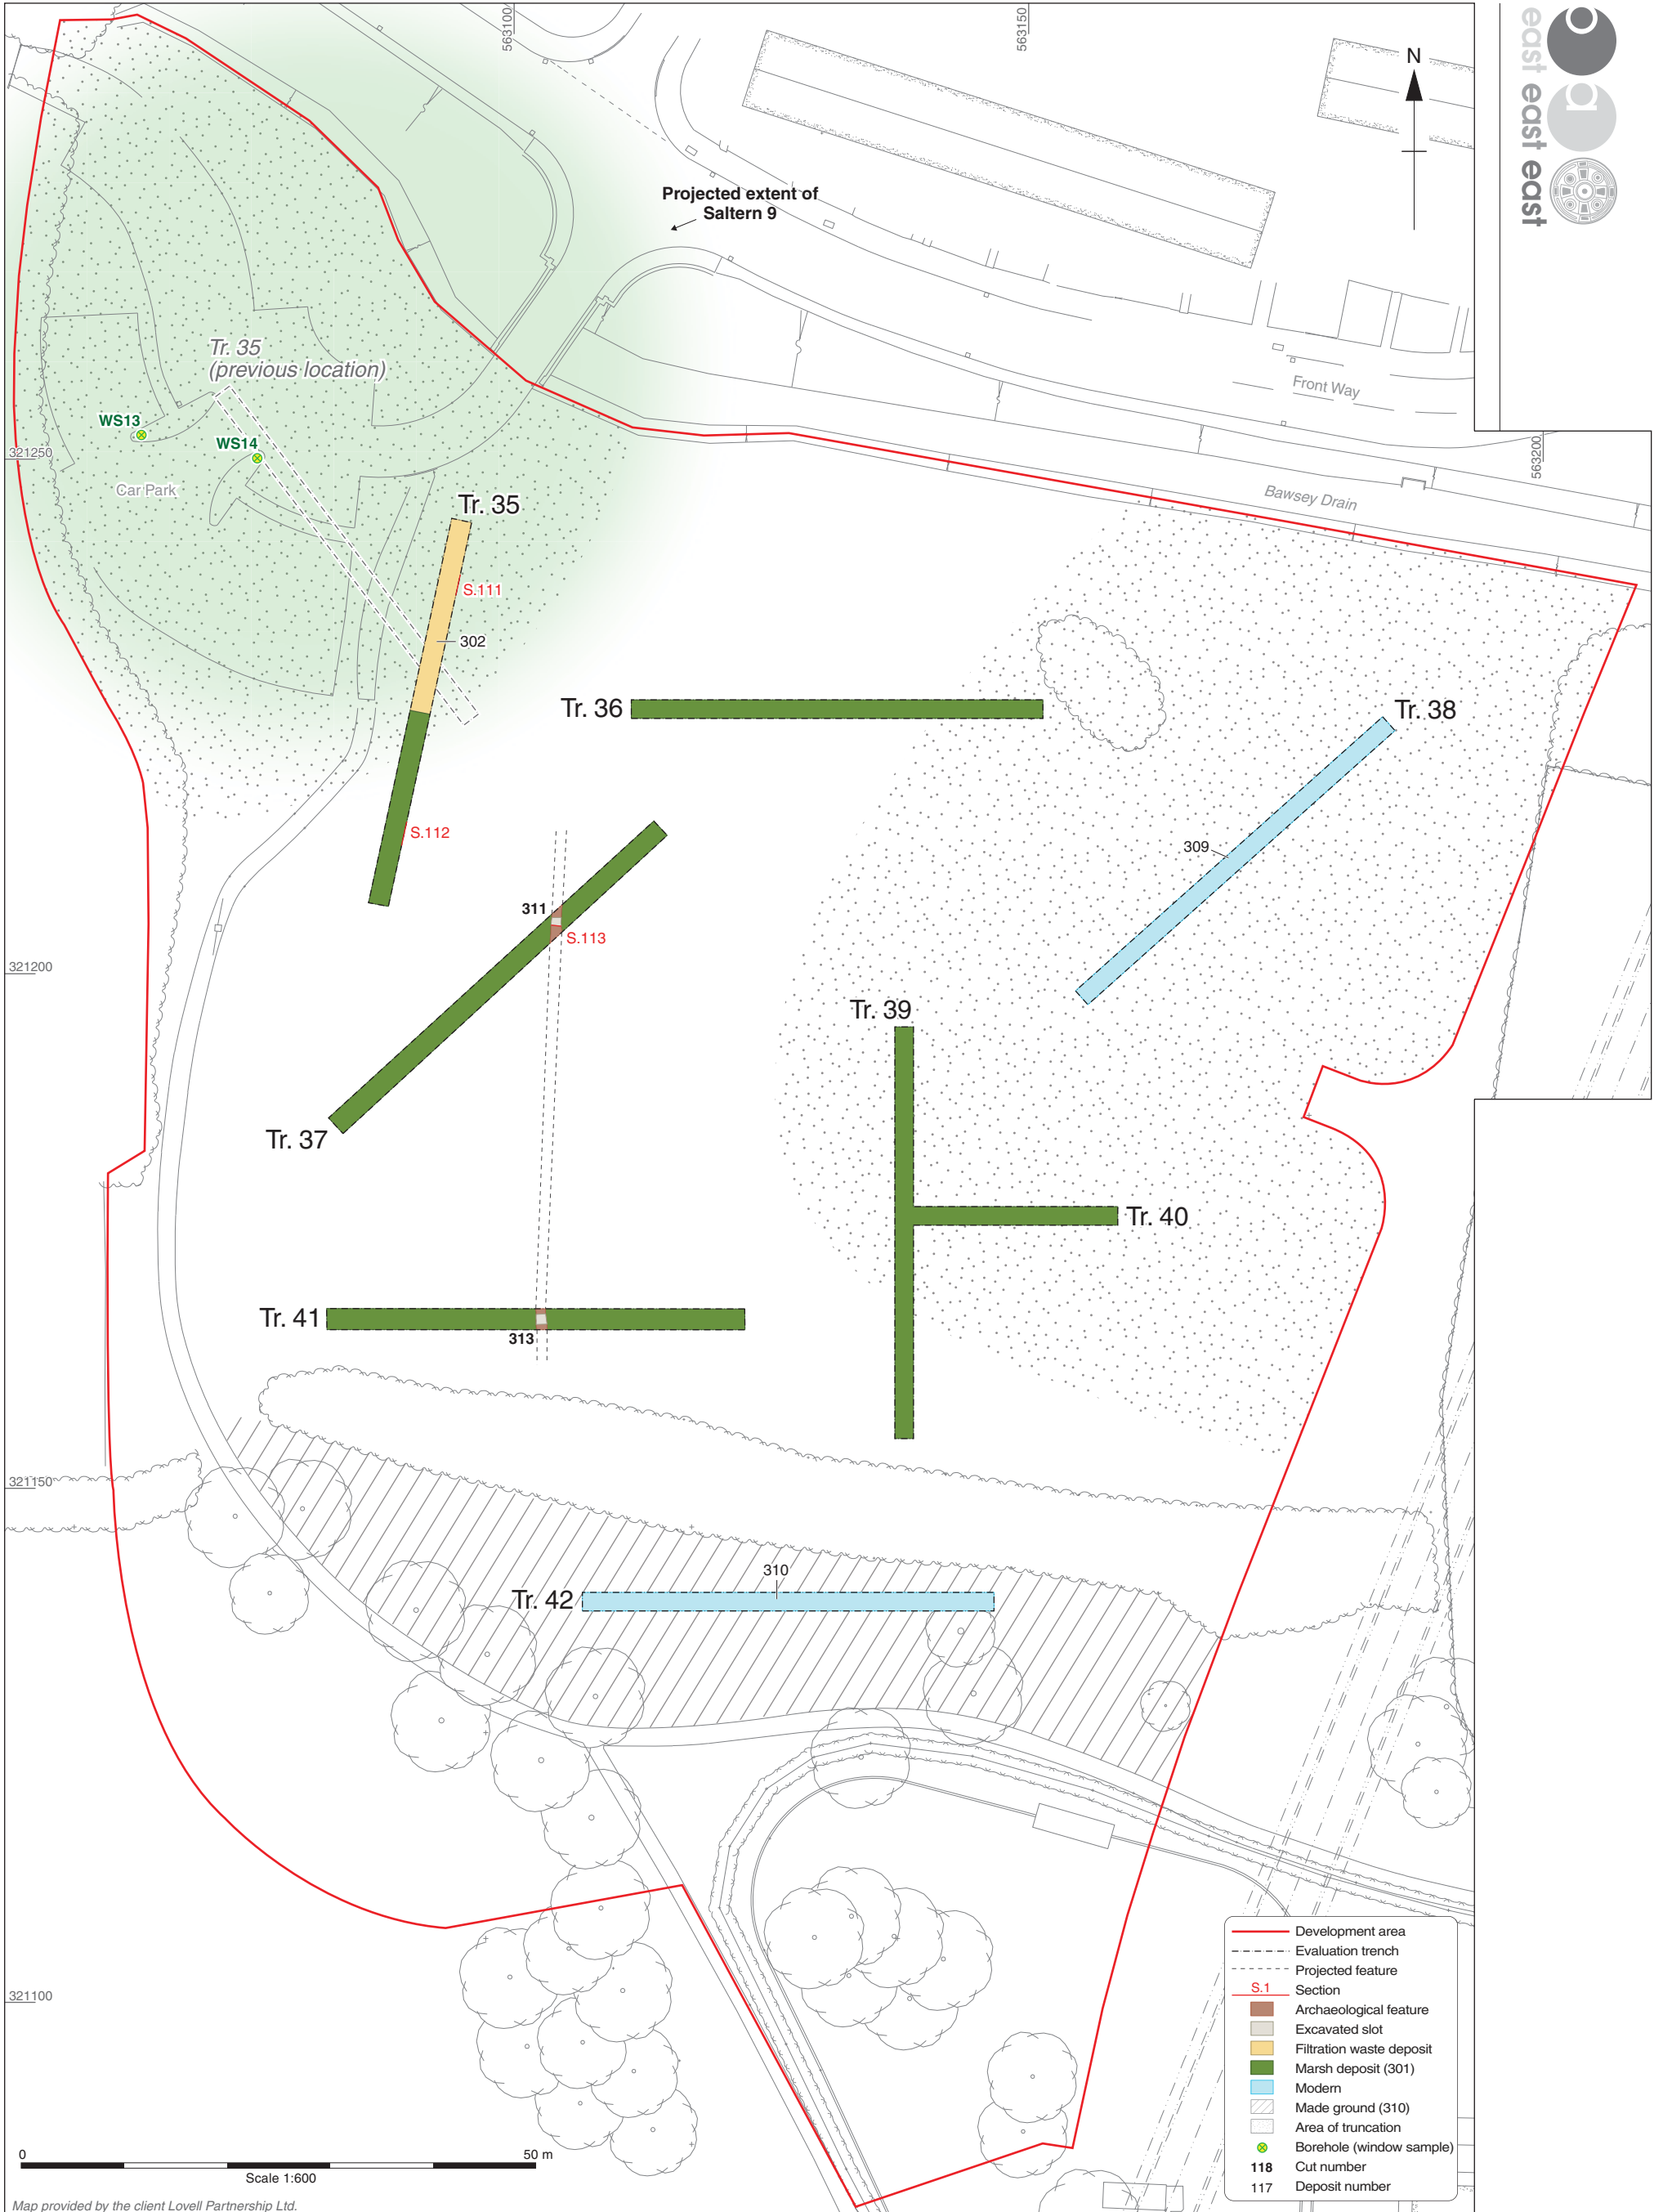 563100
563150
N
east east east
Projected extent of
Saltern 9
Tr. 35
(previous location)
Front Way
WS13
WS14
321250
563200
Car Park
Bawsey Drain
Tr. 35
S.111
302
Tr. 36
Tr. 38
S.112
309
311
S.113
321200
Tr. 39
Tr. 37
Tr. 40
Tr. 41
313
321150
310
Tr. 42
321100
Development area
Evaluation trench
Projected feature
S.1 Section
Archaeological feature
Excavated slot
Filtration waste deposit
Marsh deposit (301)
Modern
Made ground (310)
Area of truncation
Borehole (window sample)
118 Cut number
117 Deposit number
0 50 m
Scale 1:600
Map provided by the client Lovell Partnership Ltd.